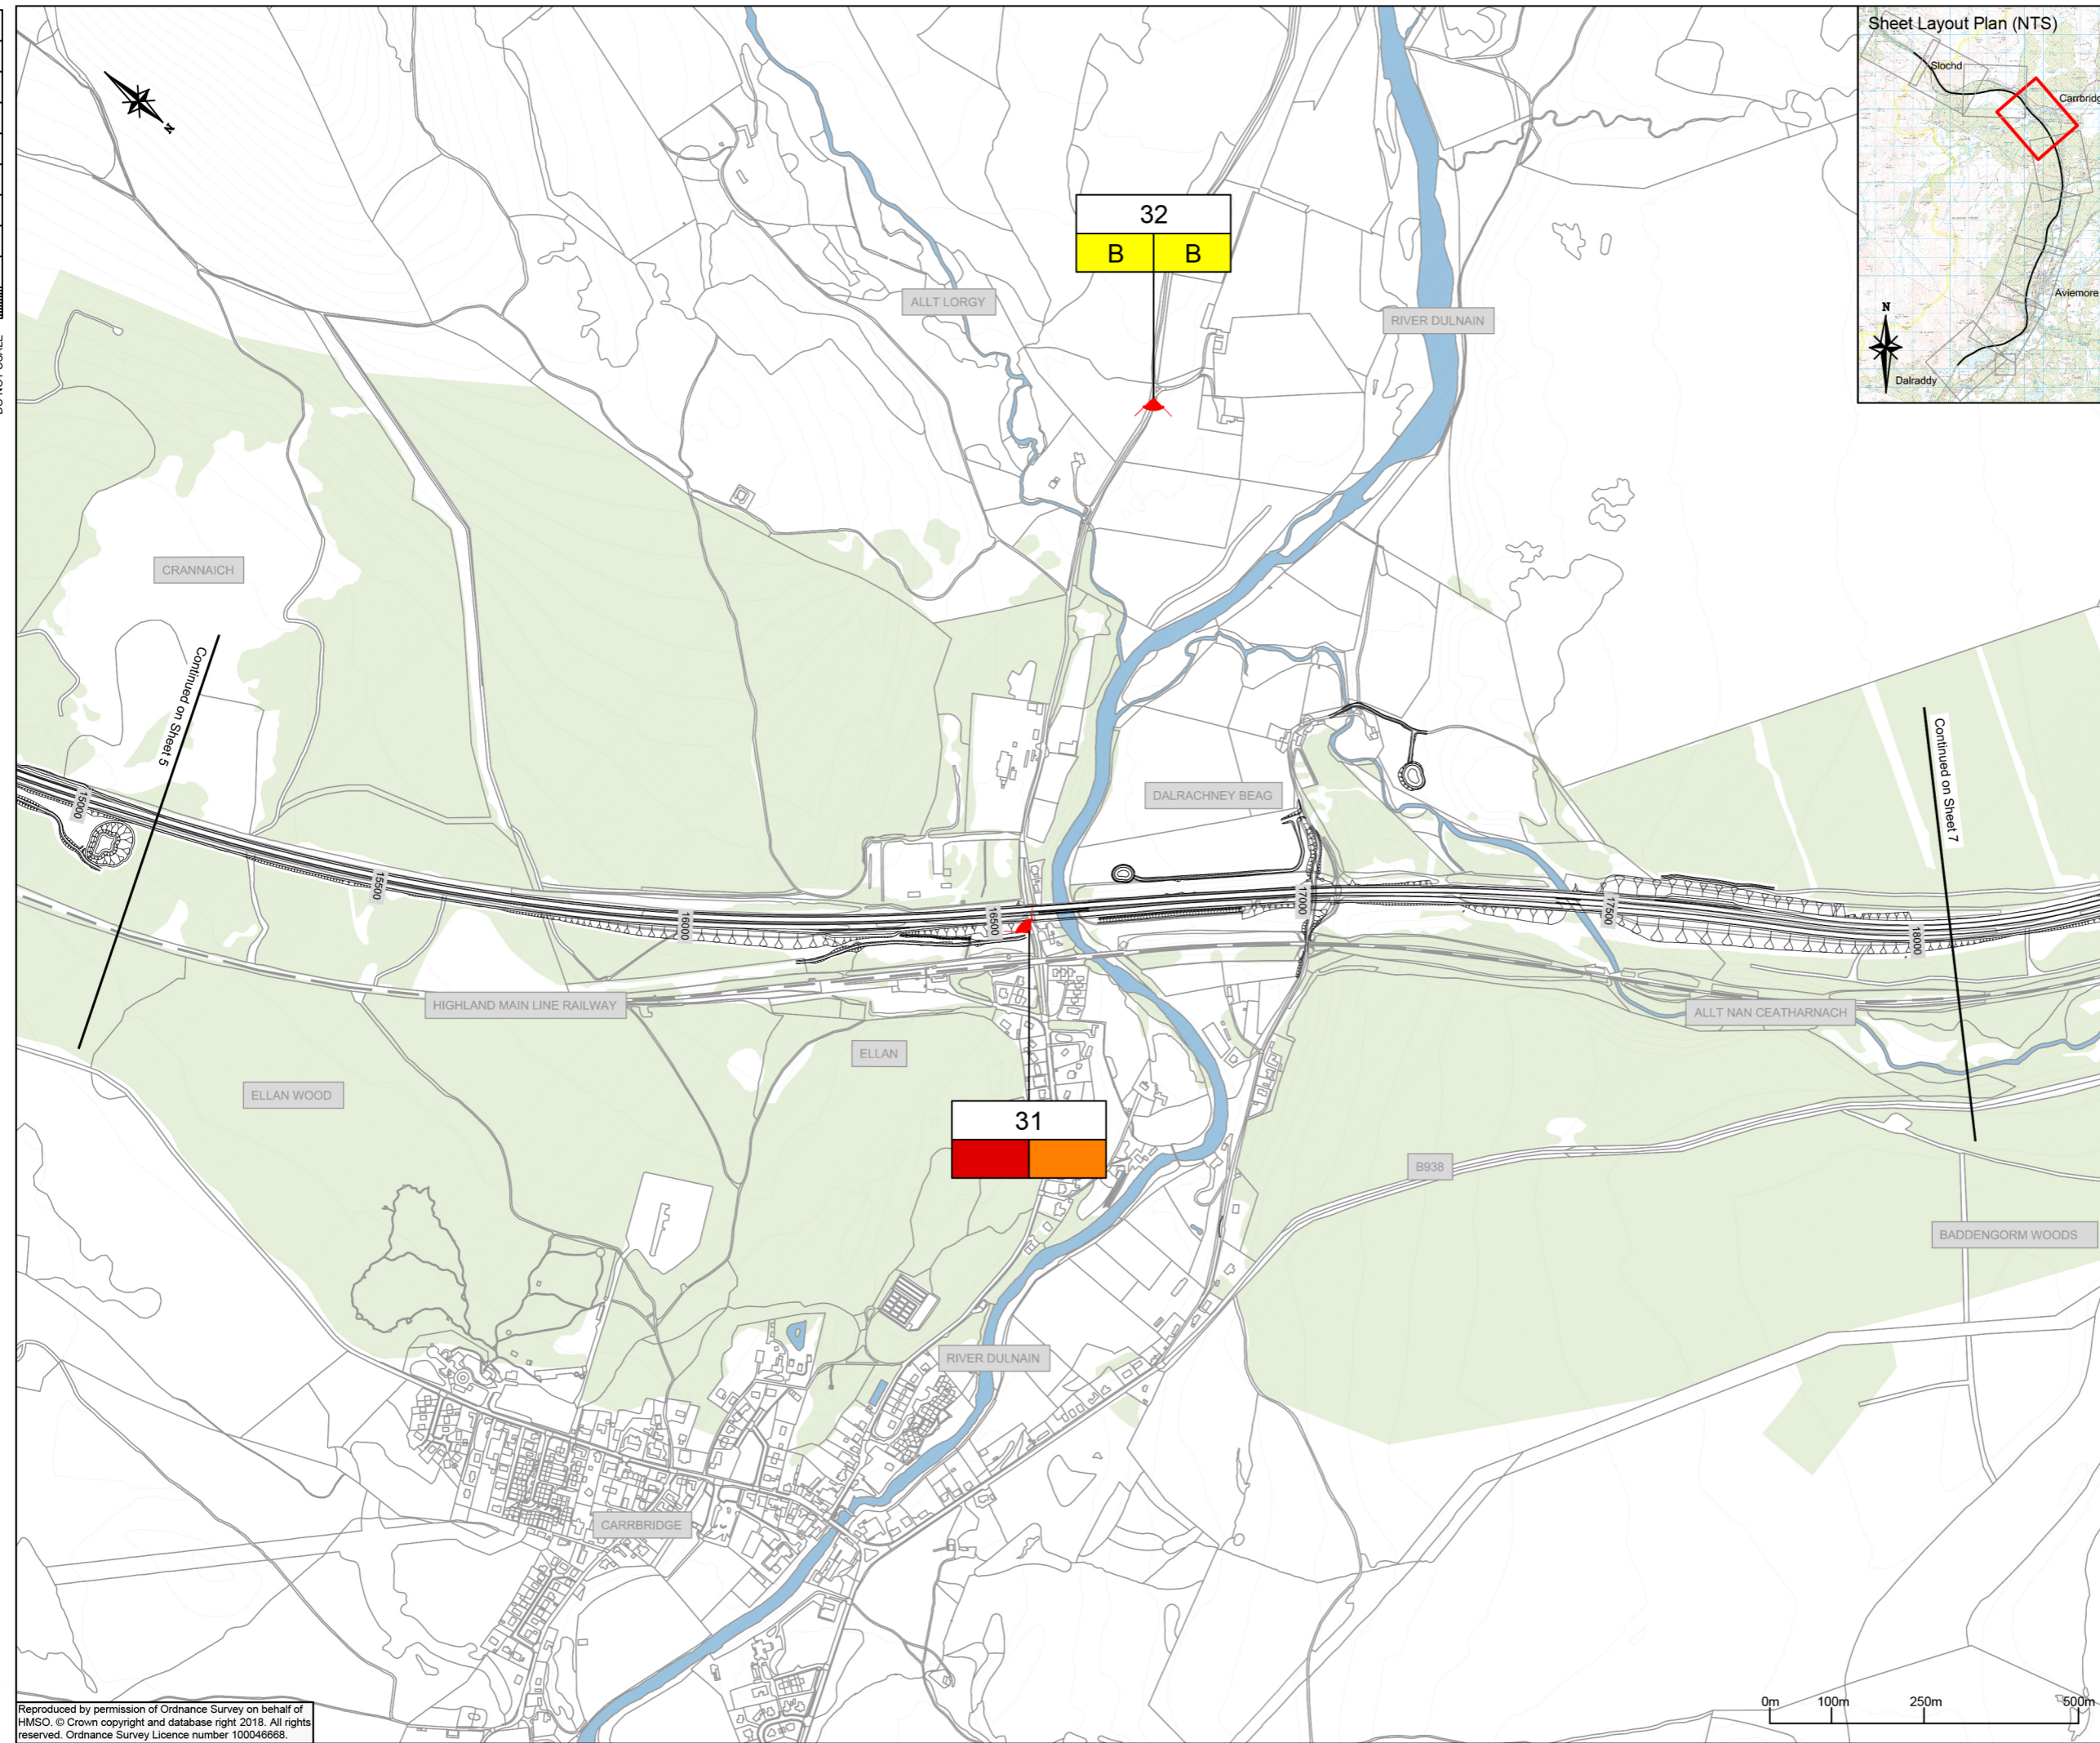 Sheet Layout Plan (NTS)
Slochd
Carrbridg
N
Aviemore
Dalraddy
N
32
B B
ALLT LORGY
RIVER DULNAIN
CRANNAICH
Continued on Sheet 5
Continued on Sheet 7
DALRACHNEY BEAG
15000
15500
16000
16500
17000
17500
18000
HIGHLAND MAIN LINE RAILWAY
ALLT NAN CEATHARNACH
ELLAN
ELLAN WOOD
31
B938
BADDENGORM WOODS
RIVER DULNAIN
CARRBRIDGE
Reproduced by permission of Ordnance Survey on behalf of
HMSO. © Crown copyright and database right 2018. All rights
reserved. Ordnance Survey Licence number 100046668.
0m 100m 250m 500m